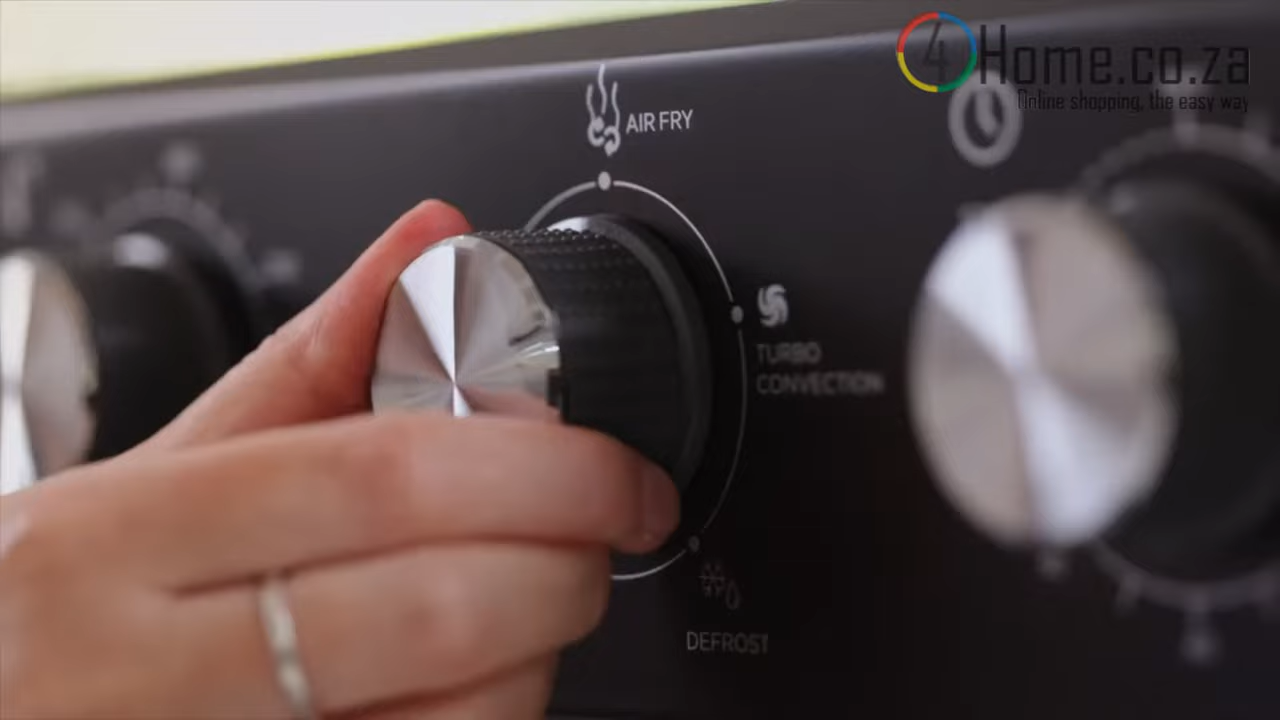 4Home.co.za
Online shopping, the easy way
AIR FRY
TURBO
CONVECTION
DEFROST